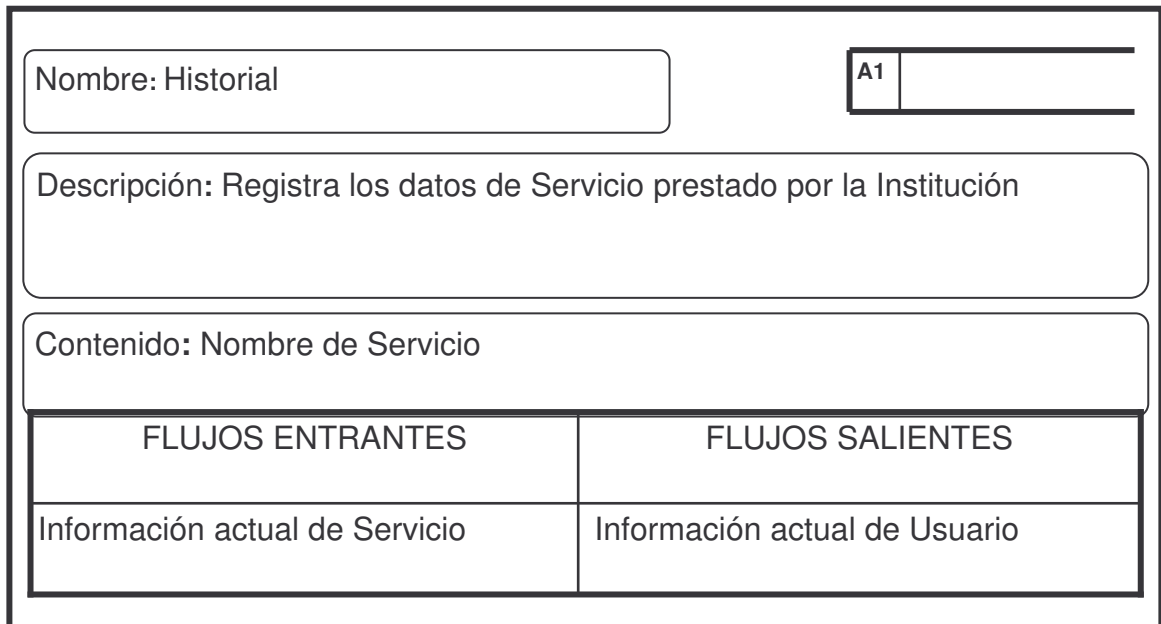 Nombre: Historial
A1
Descripción: Registra los datos de Servicio prestado por la Institución
Contenido: Nombre de Servicio
FLUJOS ENTRANTES FLUJOS SALIENTES
Información actual de Servicio Información actual de Usuario